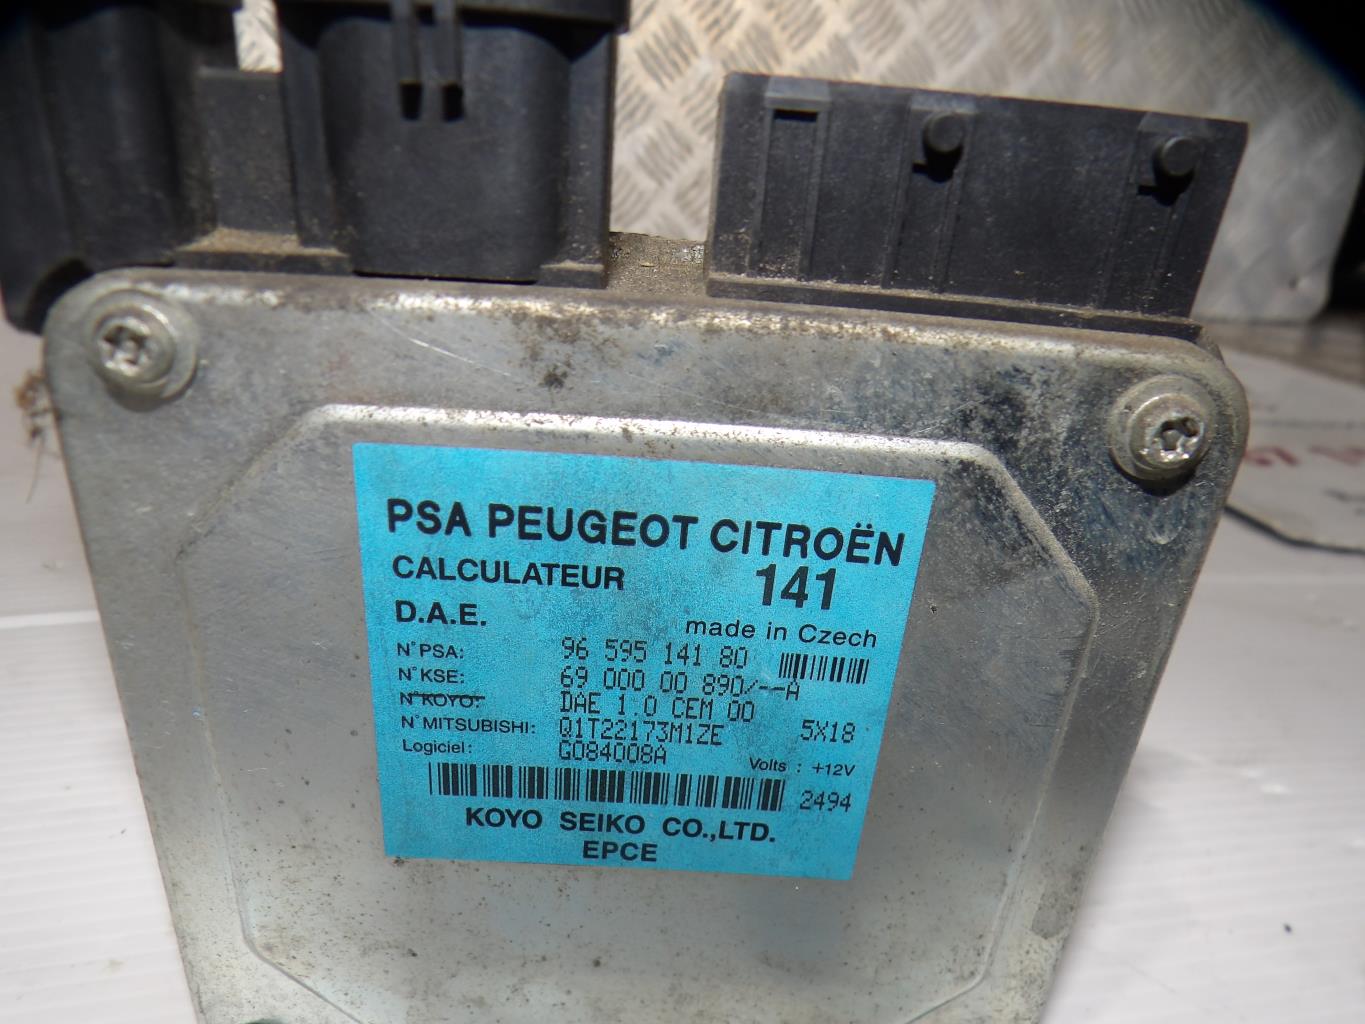 PSA PEUGEOT CITROËN
CALCULATEUR 141
D.A.E. made in Czech
N°PSA: 96 595 141 80
N°KSE: 69 000 00 890/--A
N°KOYO: DAE 1.0 CEM 00
N°MITSUBISHI: Q1T22173M1ZE 5X18
Logiciel: G084008A Volts : +12V
2494
KOYO SEIKO CO.,LTD.
EPCE